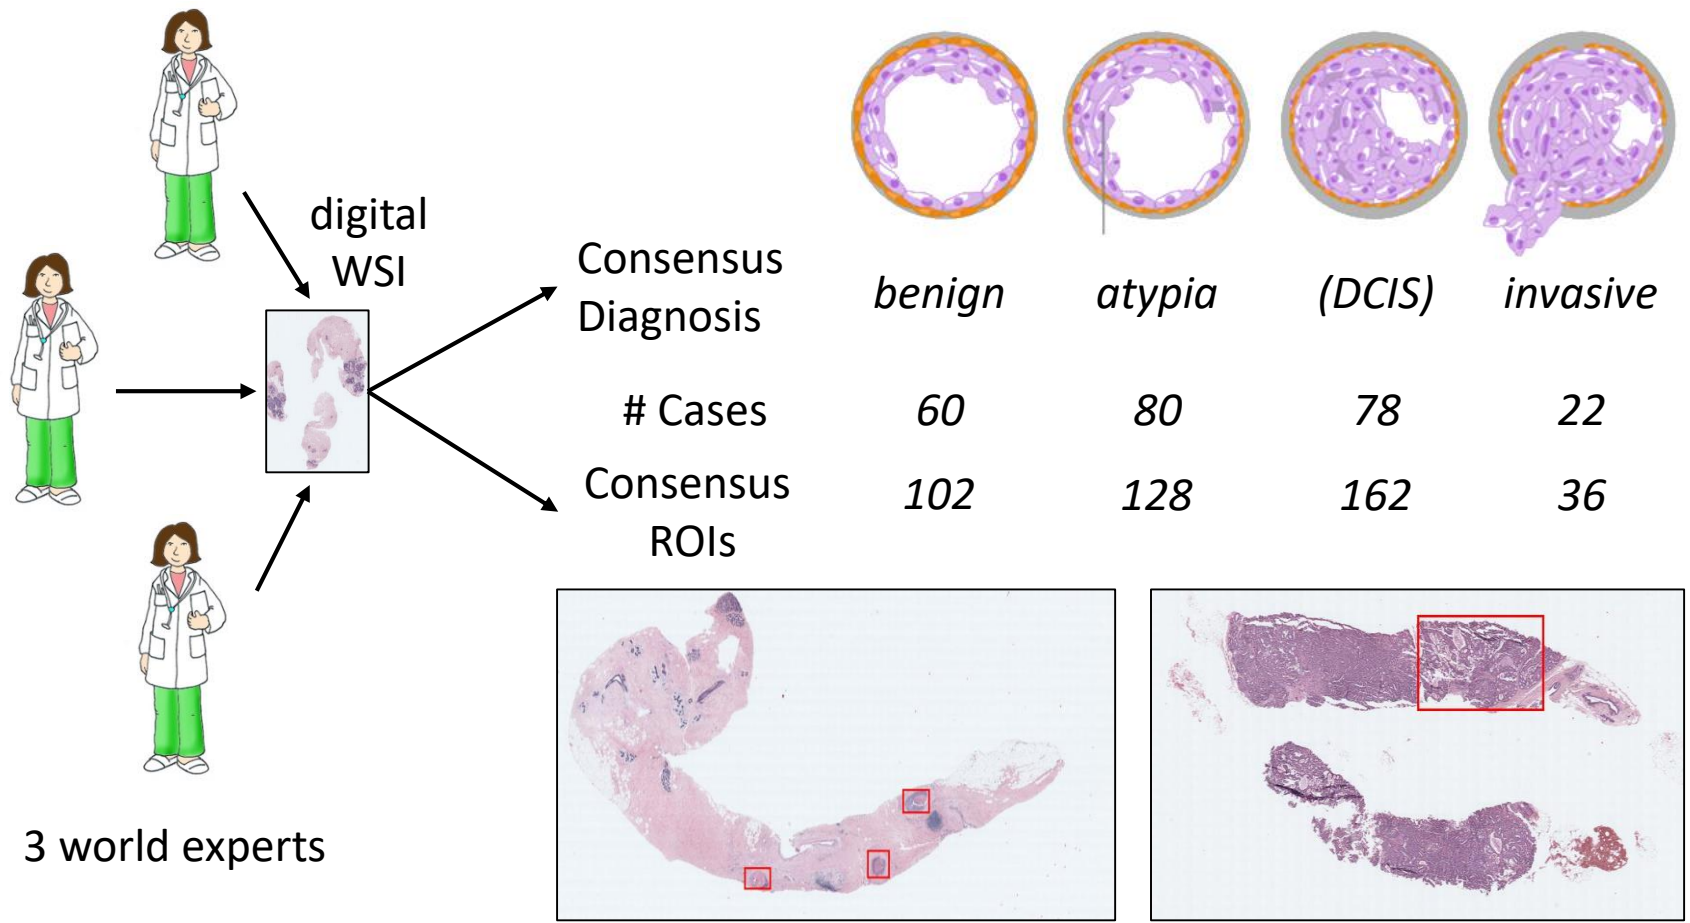 digital
WSI
Consensus
Diagnosis
benign atypia (DCIS) invasive
# Cases 60 80 78 22
Consensus
ROIs
102 128 162 36
3 world experts